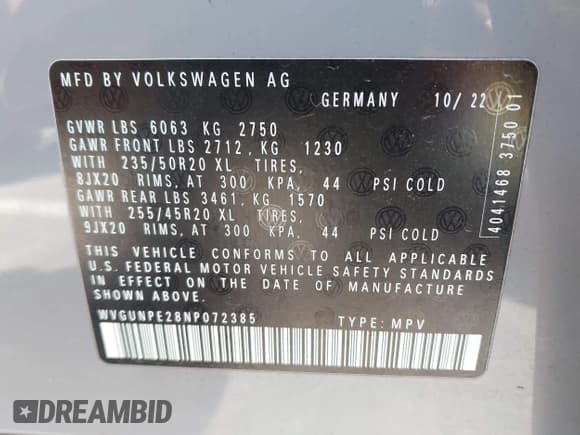 MFD BY VOLKSWAGEN AG
GERMANY 10/ 22
GVWR LBS 6063 KG 2750
GAWR FRONT LBS 2712, KG 1230
WITH 235/50R20 XL TIRES,
8JX20 RIMS, AT 300 KPA, 44 PSI COLD
GAWR REAR LBS 3461, KG 1570
WITH 255/45R20 XL TIRES,
9JX20 RIMS, AT 300 KPA, 44 PSI COLD
THIS VEHICLE CONFORMS TO ALL APPLICABLE
U.S. FEDERAL MOTOR VEHICLE SAFETY STANDARDS
IN EFFECT ON THE DATE OF MANUFACTURE
SHOWN ABOVE.
WVGUNPE28NP072385 TYPE: MPV
4041468 3750 01
DREAMBID